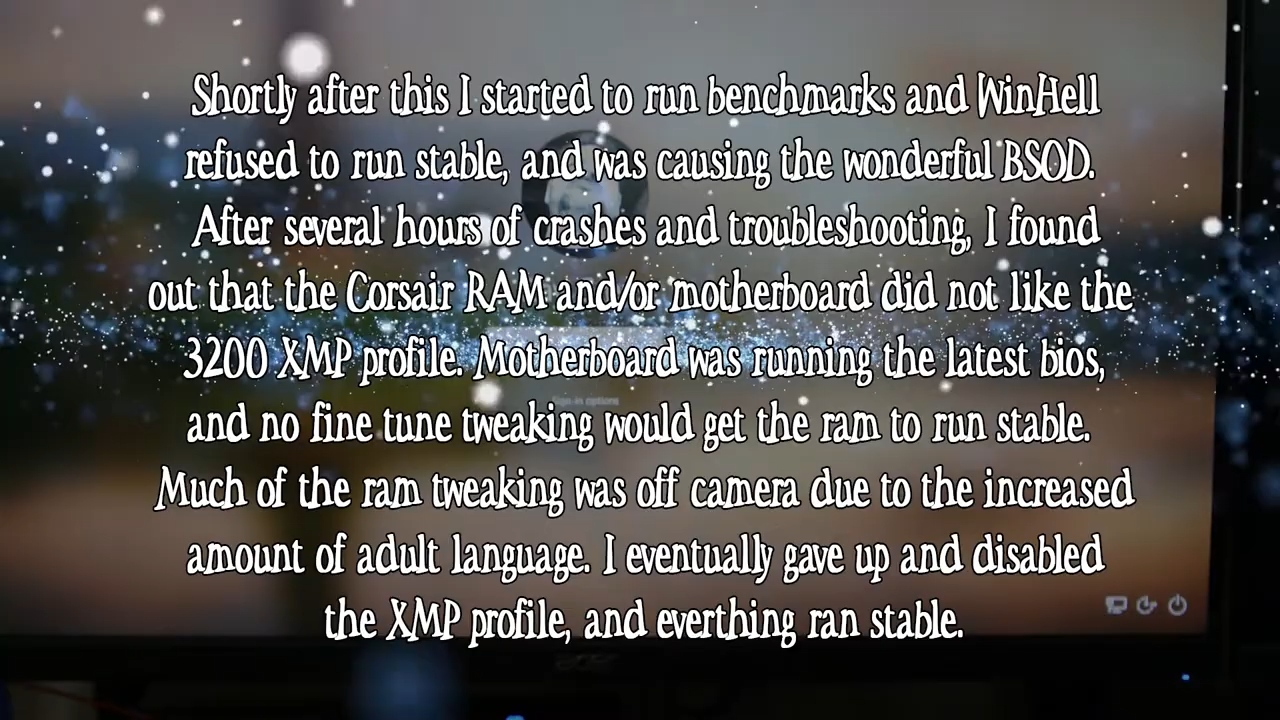 Shortly after this I started to run benchmarks and WinHell
refused to run stable, and was causing the wonderful BSOD.
After several hours of crashes and troubleshooting, I found
out that the Corsair RAM and/or motherboard did not like the
3200 XMP profile. Motherboard was running the latest bios,
and no fine tune tweaking would get the ram to run stable.
Much of the ram tweaking was off camera due to the increased
amount of adult language. I eventually gave up and disabled
the XMP profile, and everthing ran stable.
Sign-in options
acer